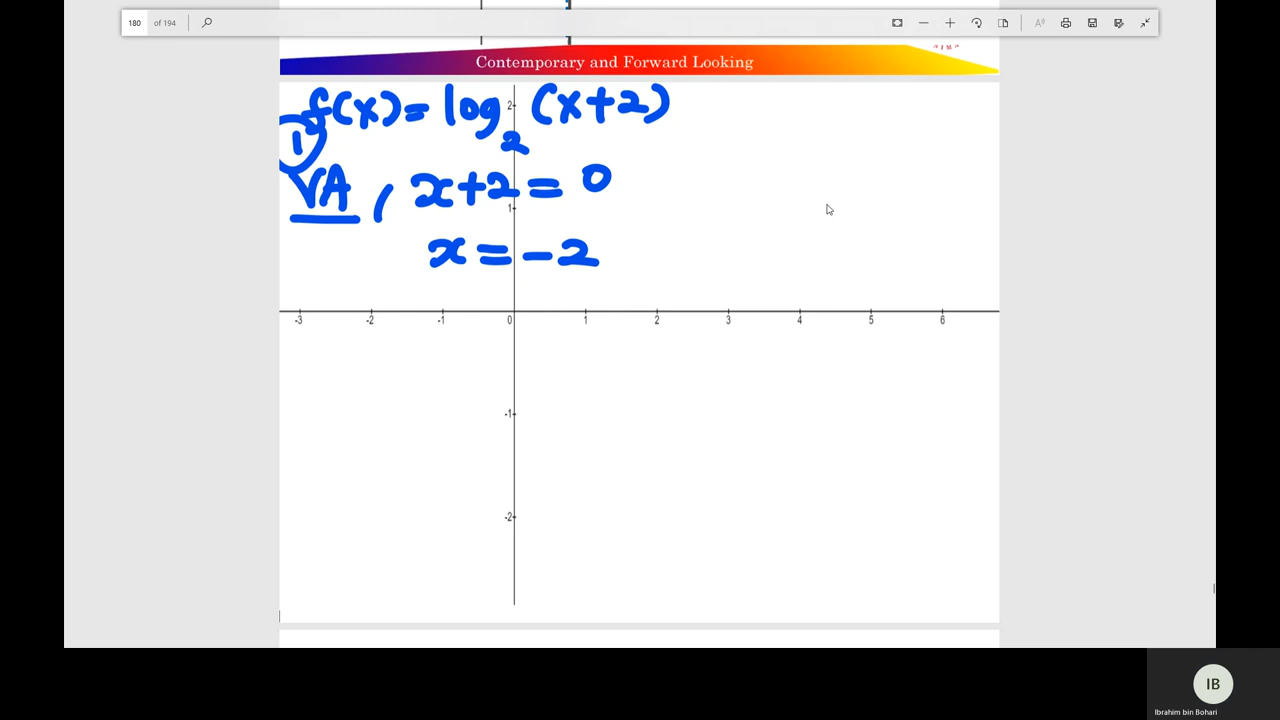 180 of 194
Contemporary and Forward Looking
f(x) = log₂ (x+2)
①
VA, x+2 = 0
x = -2
2
1
-3 -2 -1 0 1 2 3 4 5 6
-1
-2
IB
Ibrahim bin Bohari